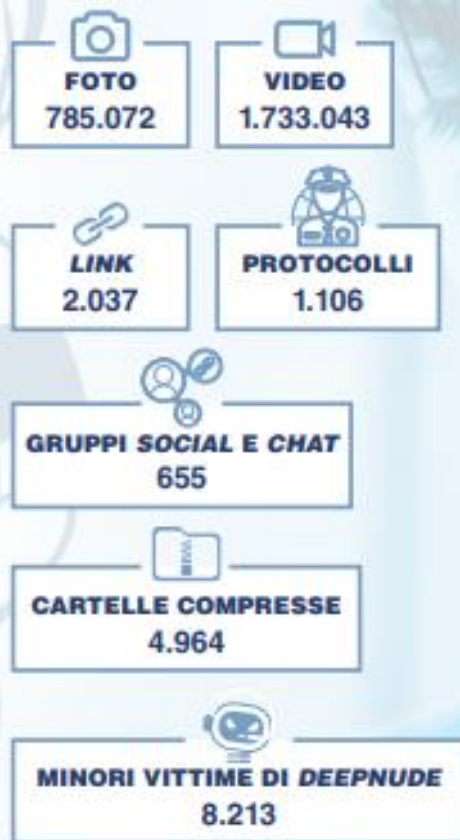 FOTO
785.072
VIDEO
1.733.043
LINK
2.037
PROTOCOLLI
1.106
GRUPPI SOCIAL E CHAT
655
CARTELLE COMPRESSE
4.964
MINORI VITTIME DI DEEPNUDE
8.213